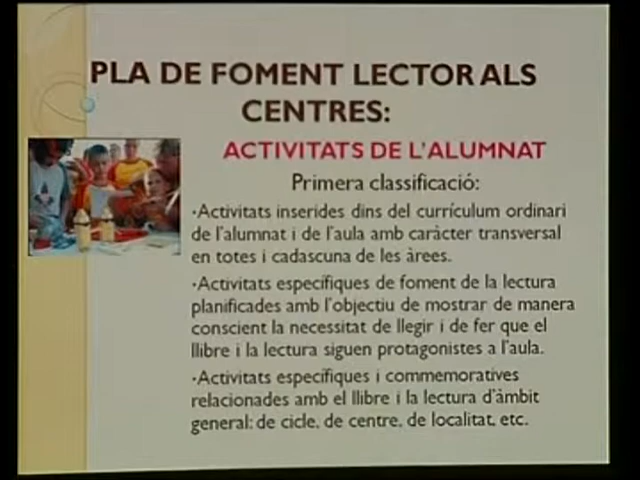 PLA DE FOMENT LECTOR ALS
CENTRES:
ACTIVITATS DE L'ALUMNAT
Primera classificació:
•Activitats inserides dins del currículum ordinari
de l'alumnat i de l'aula amb caràcter transversal
en totes i cadascuna de les àrees.
•Activitats específiques de foment de la lectura
planificades amb l'objectiu de mostrar de manera
conscient la necessitat de llegir i de fer que el
llibre i la lectura siguen protagonistes a l'aula.
•Activitats específiques i commemoratives
relacionades amb el llibre i la lectura d'àmbit
general: de cicle, de centre, de localitat, etc.